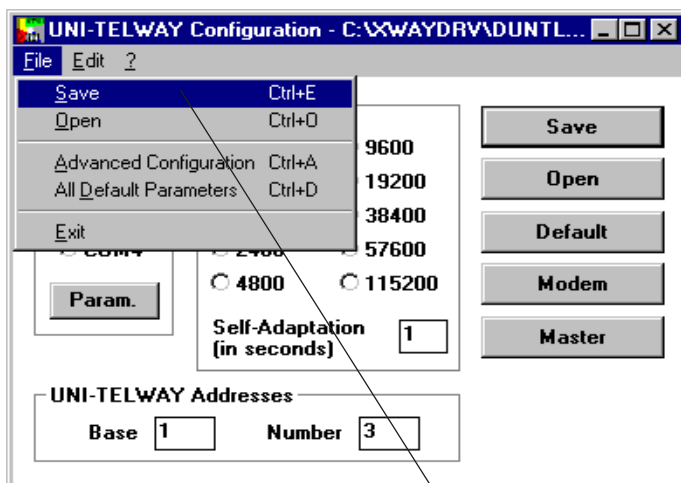 UNI-TELWAY Configuration - C:\XWAYDRV\DUNTL...
File Edit ?
Save Ctrl+E
Open Ctrl+O
Advanced Configuration Ctrl+A
All Default Parameters Ctrl+D
Exit
9600
19200
38400
57600
4800 115200
Param.
Self-Adaptation
(in seconds)
1
Save
Open
Default
Modem
Master
UNI-TELWAY Addresses
Base 1 Number 3